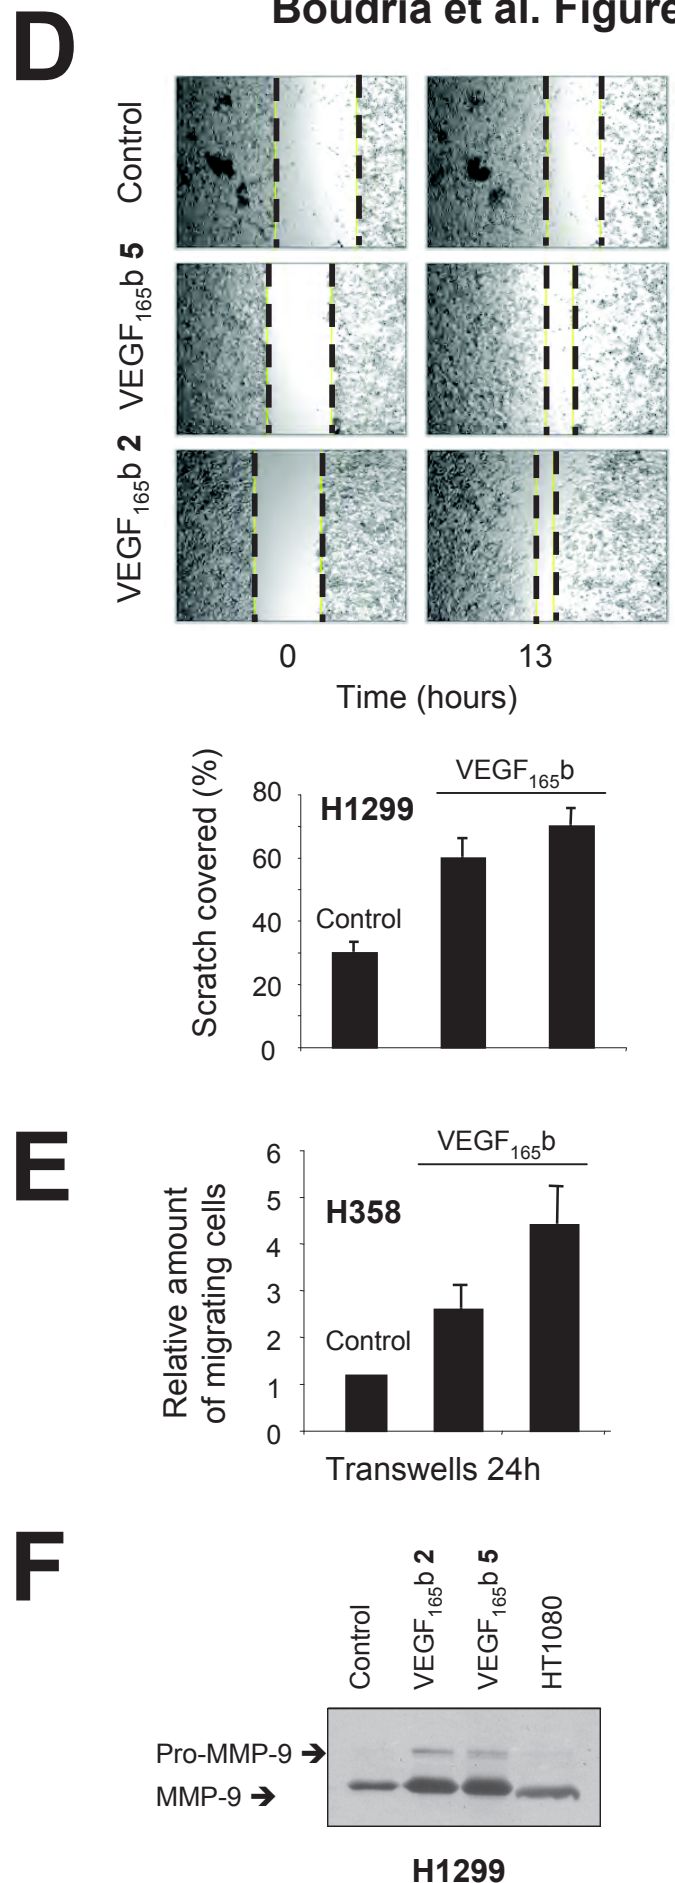 Boudria et al. Figure
D
Control
VEGF165b 5
VEGF165b 2
0 13
Time (hours)
Scratch covered (%)
80
60
40
20
0
H1299
Control
VEGF165b
E
Relative amount
of migrating cells
6
5
4
3
2
1
0
H358
Control
VEGF165b
Transwells 24h
F
Control
VEGF165b 2
VEGF165b 5
HT1080
Pro-MMP-9 ➔
MMP-9 ➔
H1299